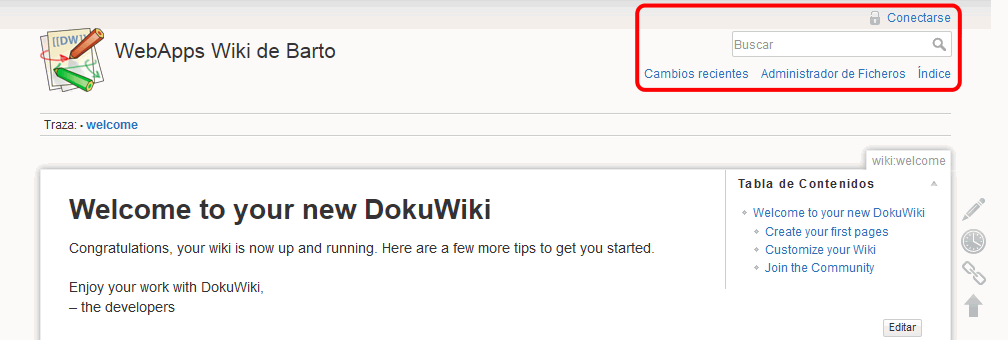 Conectarse
[[DW]]
WebApps Wiki de Barto
Buscar
Cambios recientes Administrador de Ficheros Índice
Traza: • welcome
wiki:welcome
Tabla de Contenidos
Welcome to your new DokuWiki
Create your first pages
Customize your Wiki
Join the Community
Welcome to your new DokuWiki
Congratulations, your wiki is now up and running. Here are a few more tips to get you started.
Enjoy your work with DokuWiki,
– the developers
Editar